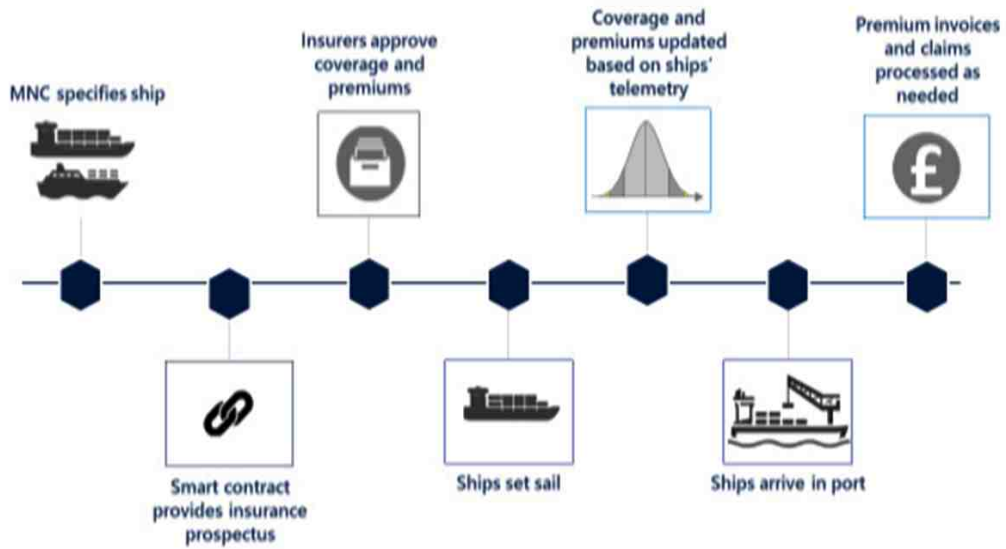 MNC specifies ship
Smart contract
provides insurance
prospectus
Insurers approve
coverage and
premiums
Ships set sail
Coverage and
premiums updated
based on ships'
telemetry
Ships arrive in port
Premium invoices
and claims
processed as
needed
£